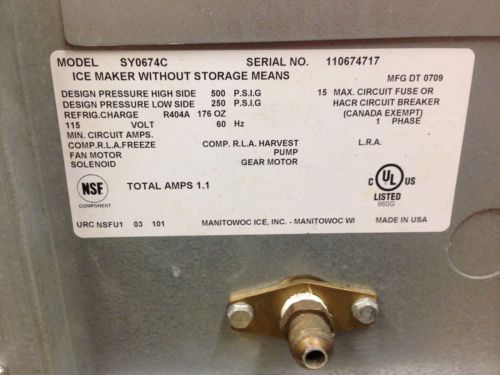 MODEL SY0674C SERIAL NO. 110674717
ICE MAKER WITHOUT STORAGE MEANS
MFG DT 0709
DESIGN PRESSURE HIGH SIDE 500 P.S.I.G 15 MAX. CIRCUIT FUSE OR
DESIGN PRESSURE LOW SIDE 250 P.S.I.G HACR CIRCUIT BREAKER
REFRIG.CHARGE R404A 176 OZ (CANADA EXEMPT)
115 VOLT 60 Hz 1 PHASE
MIN. CIRCUIT AMPS.
COMP.R.L.A.FREEZE COMP. R.L.A. HARVEST L.R.A.
FAN MOTOR PUMP
SOLENOID GEAR MOTOR
NSF
COMPONENT
TOTAL AMPS 1.1
C UL US
LISTED
660G
URC NSFU1 03 101 MANITOWOC ICE, INC. - MANITOWOC WI MADE IN USA